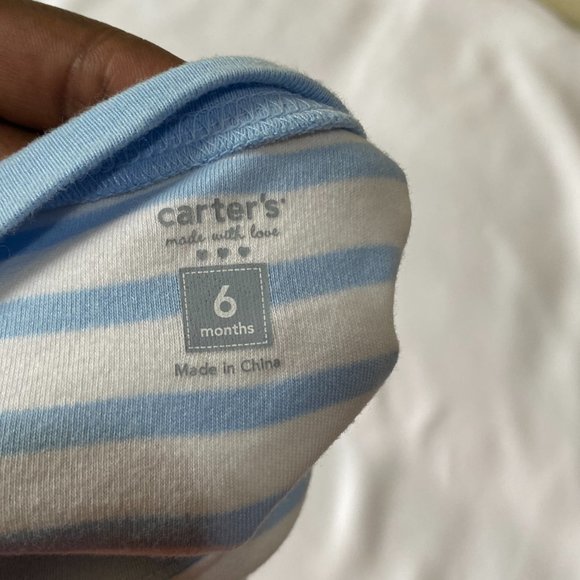 carter's
made with love
6
months
Made in China